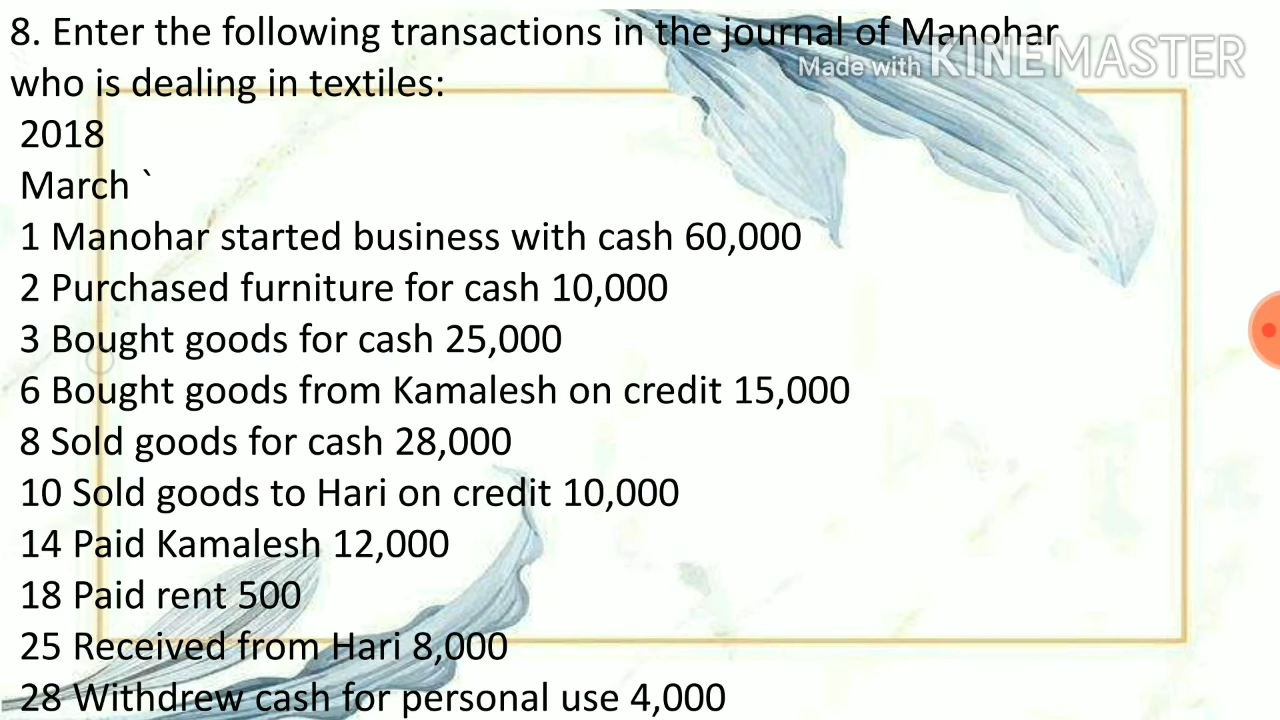 8. Enter the following transactions in the journal of Manohar
Made with KINEMASTER
who is dealing in textiles:
2018
March `
1 Manohar started business with cash 60,000
2 Purchased furniture for cash 10,000
3 Bought goods for cash 25,000
6 Bought goods from Kamalesh on credit 15,000
8 Sold goods for cash 28,000
10 Sold goods to Hari on credit 10,000
14 Paid Kamalesh 12,000
18 Paid rent 500
25 Received from Hari 8,000
28 Withdrew cash for personal use 4,000